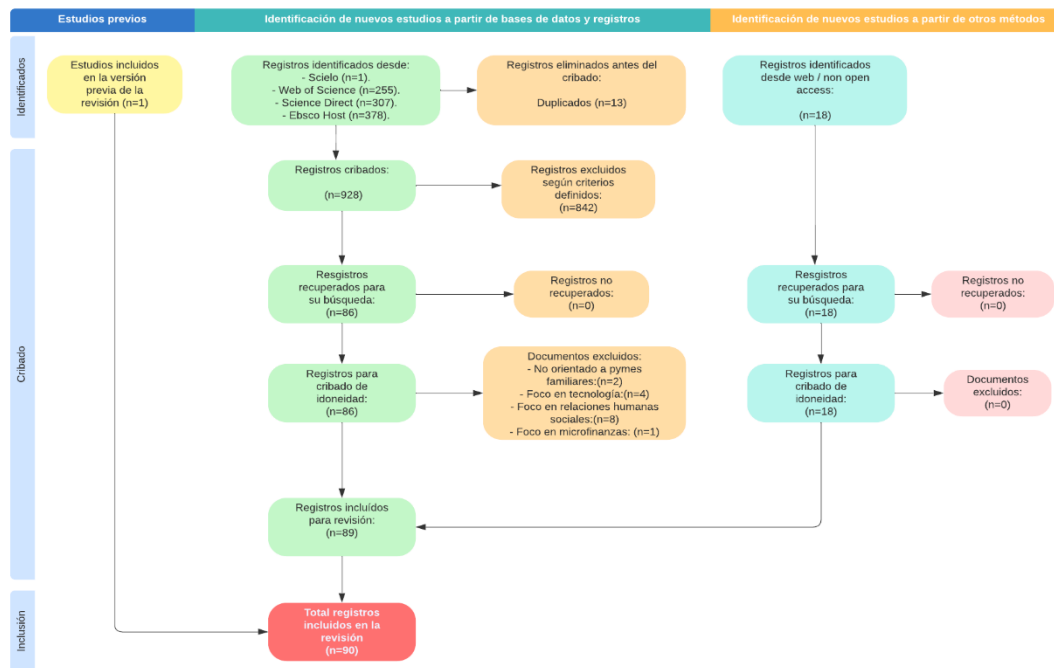 Estudios previos
Identificación de nuevos estudios a partir de bases de datos y registros
Identificación de nuevos estudios a partir de otros métodos
Identificados
Estudios incluidos
en la versión
previa de la
revisión (n=1)
Registros identificados desde:
- Scielo (n=1).
- Web of Science (n=255).
- Science Direct (n=307).
- Ebsco Host (n=378).
Registros eliminados antes del
cribado:
Duplicados (n=13)
Registros identificados
desde web / non open
access:
(n=18)
Cribado
Registros cribados:
(n=928)
Registros excluidos
según criterios
definidos:
(n=842)
Resgistros
recuperados para
su búsqueda:
(n=86)
Registros no
recuperados:
(n=0)
Resgistros
recuperados para
su búsqueda:
(n=18)
Registros no
recuperados:
(n=0)
Registros para
cribado de
idoneidad:
(n=86)
Documentos excluidos:
- No orientado a pymes
familiares:(n=2)
- Foco en tecnología:(n=4)
- Foco en relaciones humanas
sociales:(n=8)
- Foco en microfinanzas: (n=1)
Registros para
cribado de
idoneidad:
(n=18)
Documentos
excluidos:
(n=0)
Registros incluídos
para revisión:
(n=89)
Inclusión
Total registros
incluidos en la
revisión
(n=90)